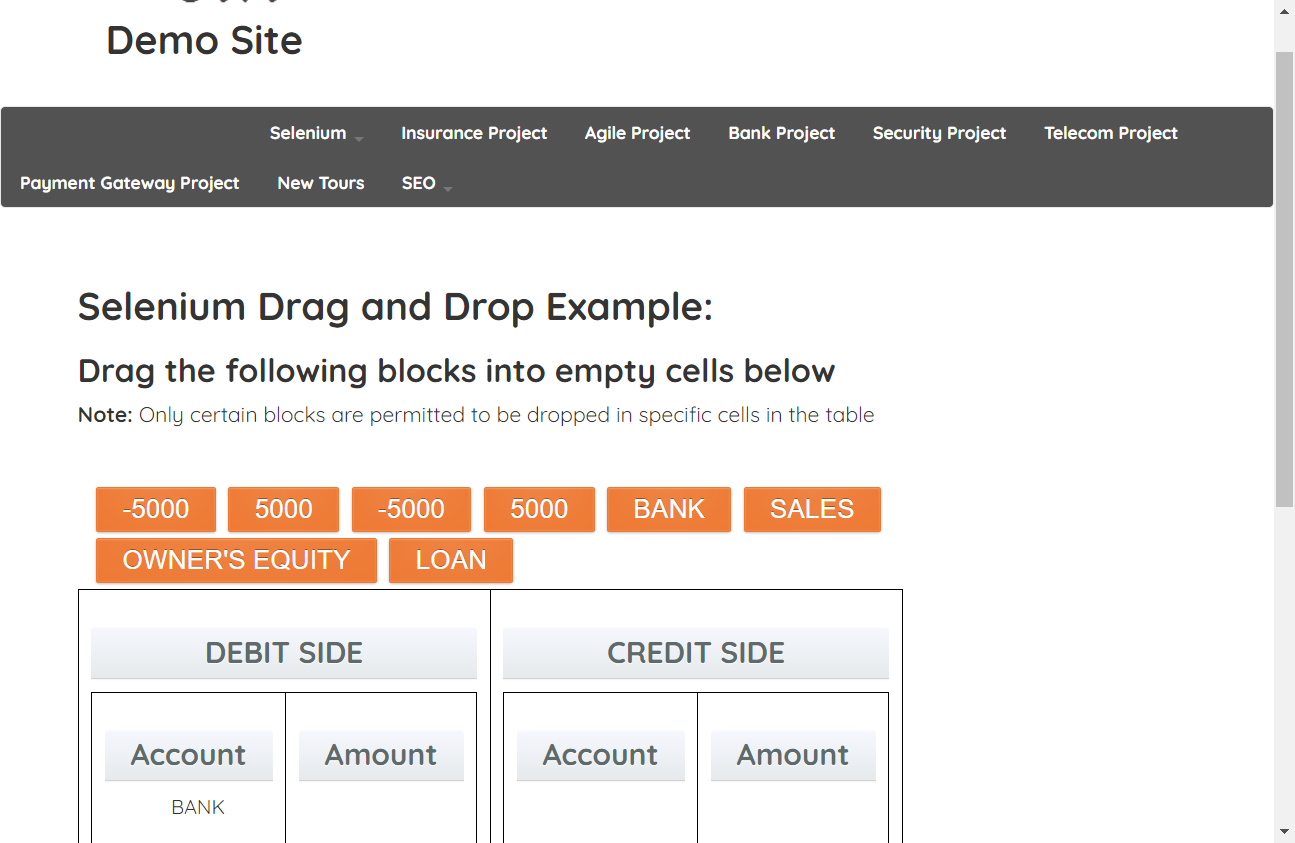 Demo Site
Selenium Insurance Project Agile Project Bank Project Security Project Telecom Project
Payment Gateway Project New Tours SEO
Selenium Drag and Drop Example:
Drag the following blocks into empty cells below
Note: Only certain blocks are permitted to be dropped in specific cells in the table
-5000 5000 -5000 5000 BANK SALES
OWNER'S EQUITY LOAN
DEBIT SIDE CREDIT SIDE
Account Amount Account Amount
BANK